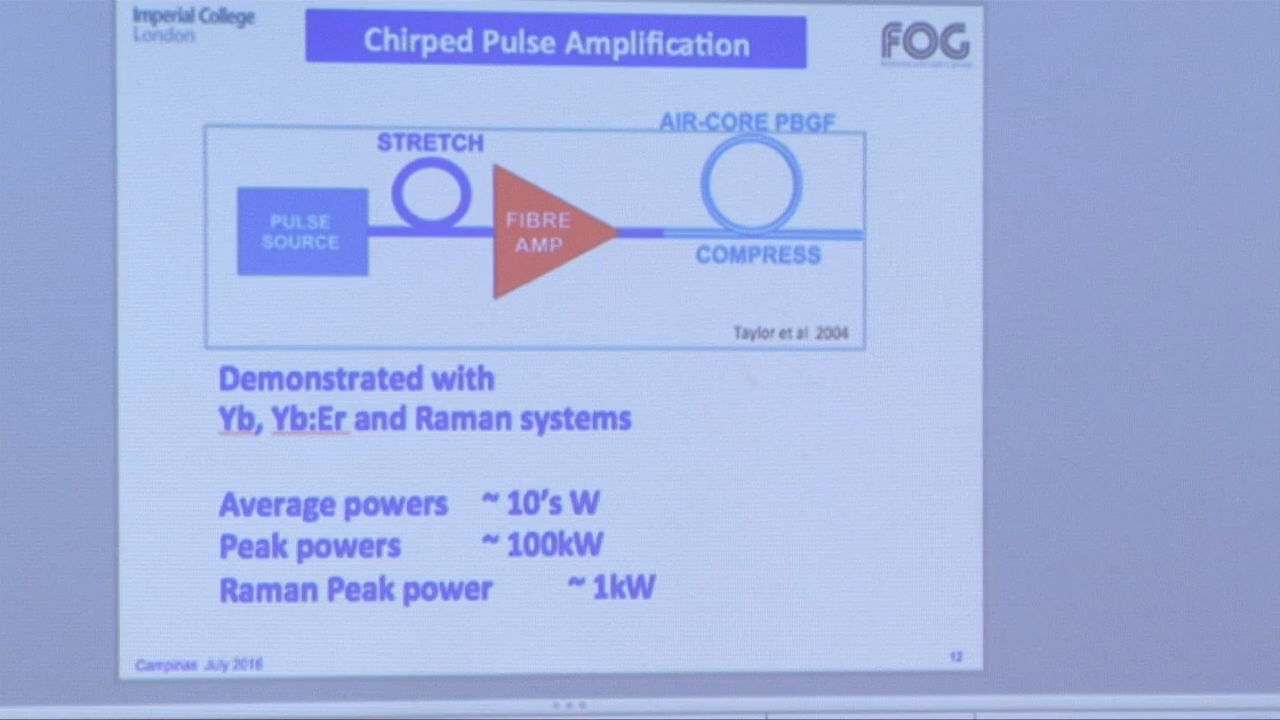 Imperial College
London
Chirped Pulse Amplification
FOG
AIR-CORE PBGF
STRETCH
PULSE
SOURCE
FIBRE
AMP
COMPRESS
Taylor et al 2004
Demonstrated with
Yb, Yb:Er and Raman systems
Average powers ~ 10's W
Peak powers ~ 100kW
Raman Peak power ~ 1kW
Campinas July 2016
12